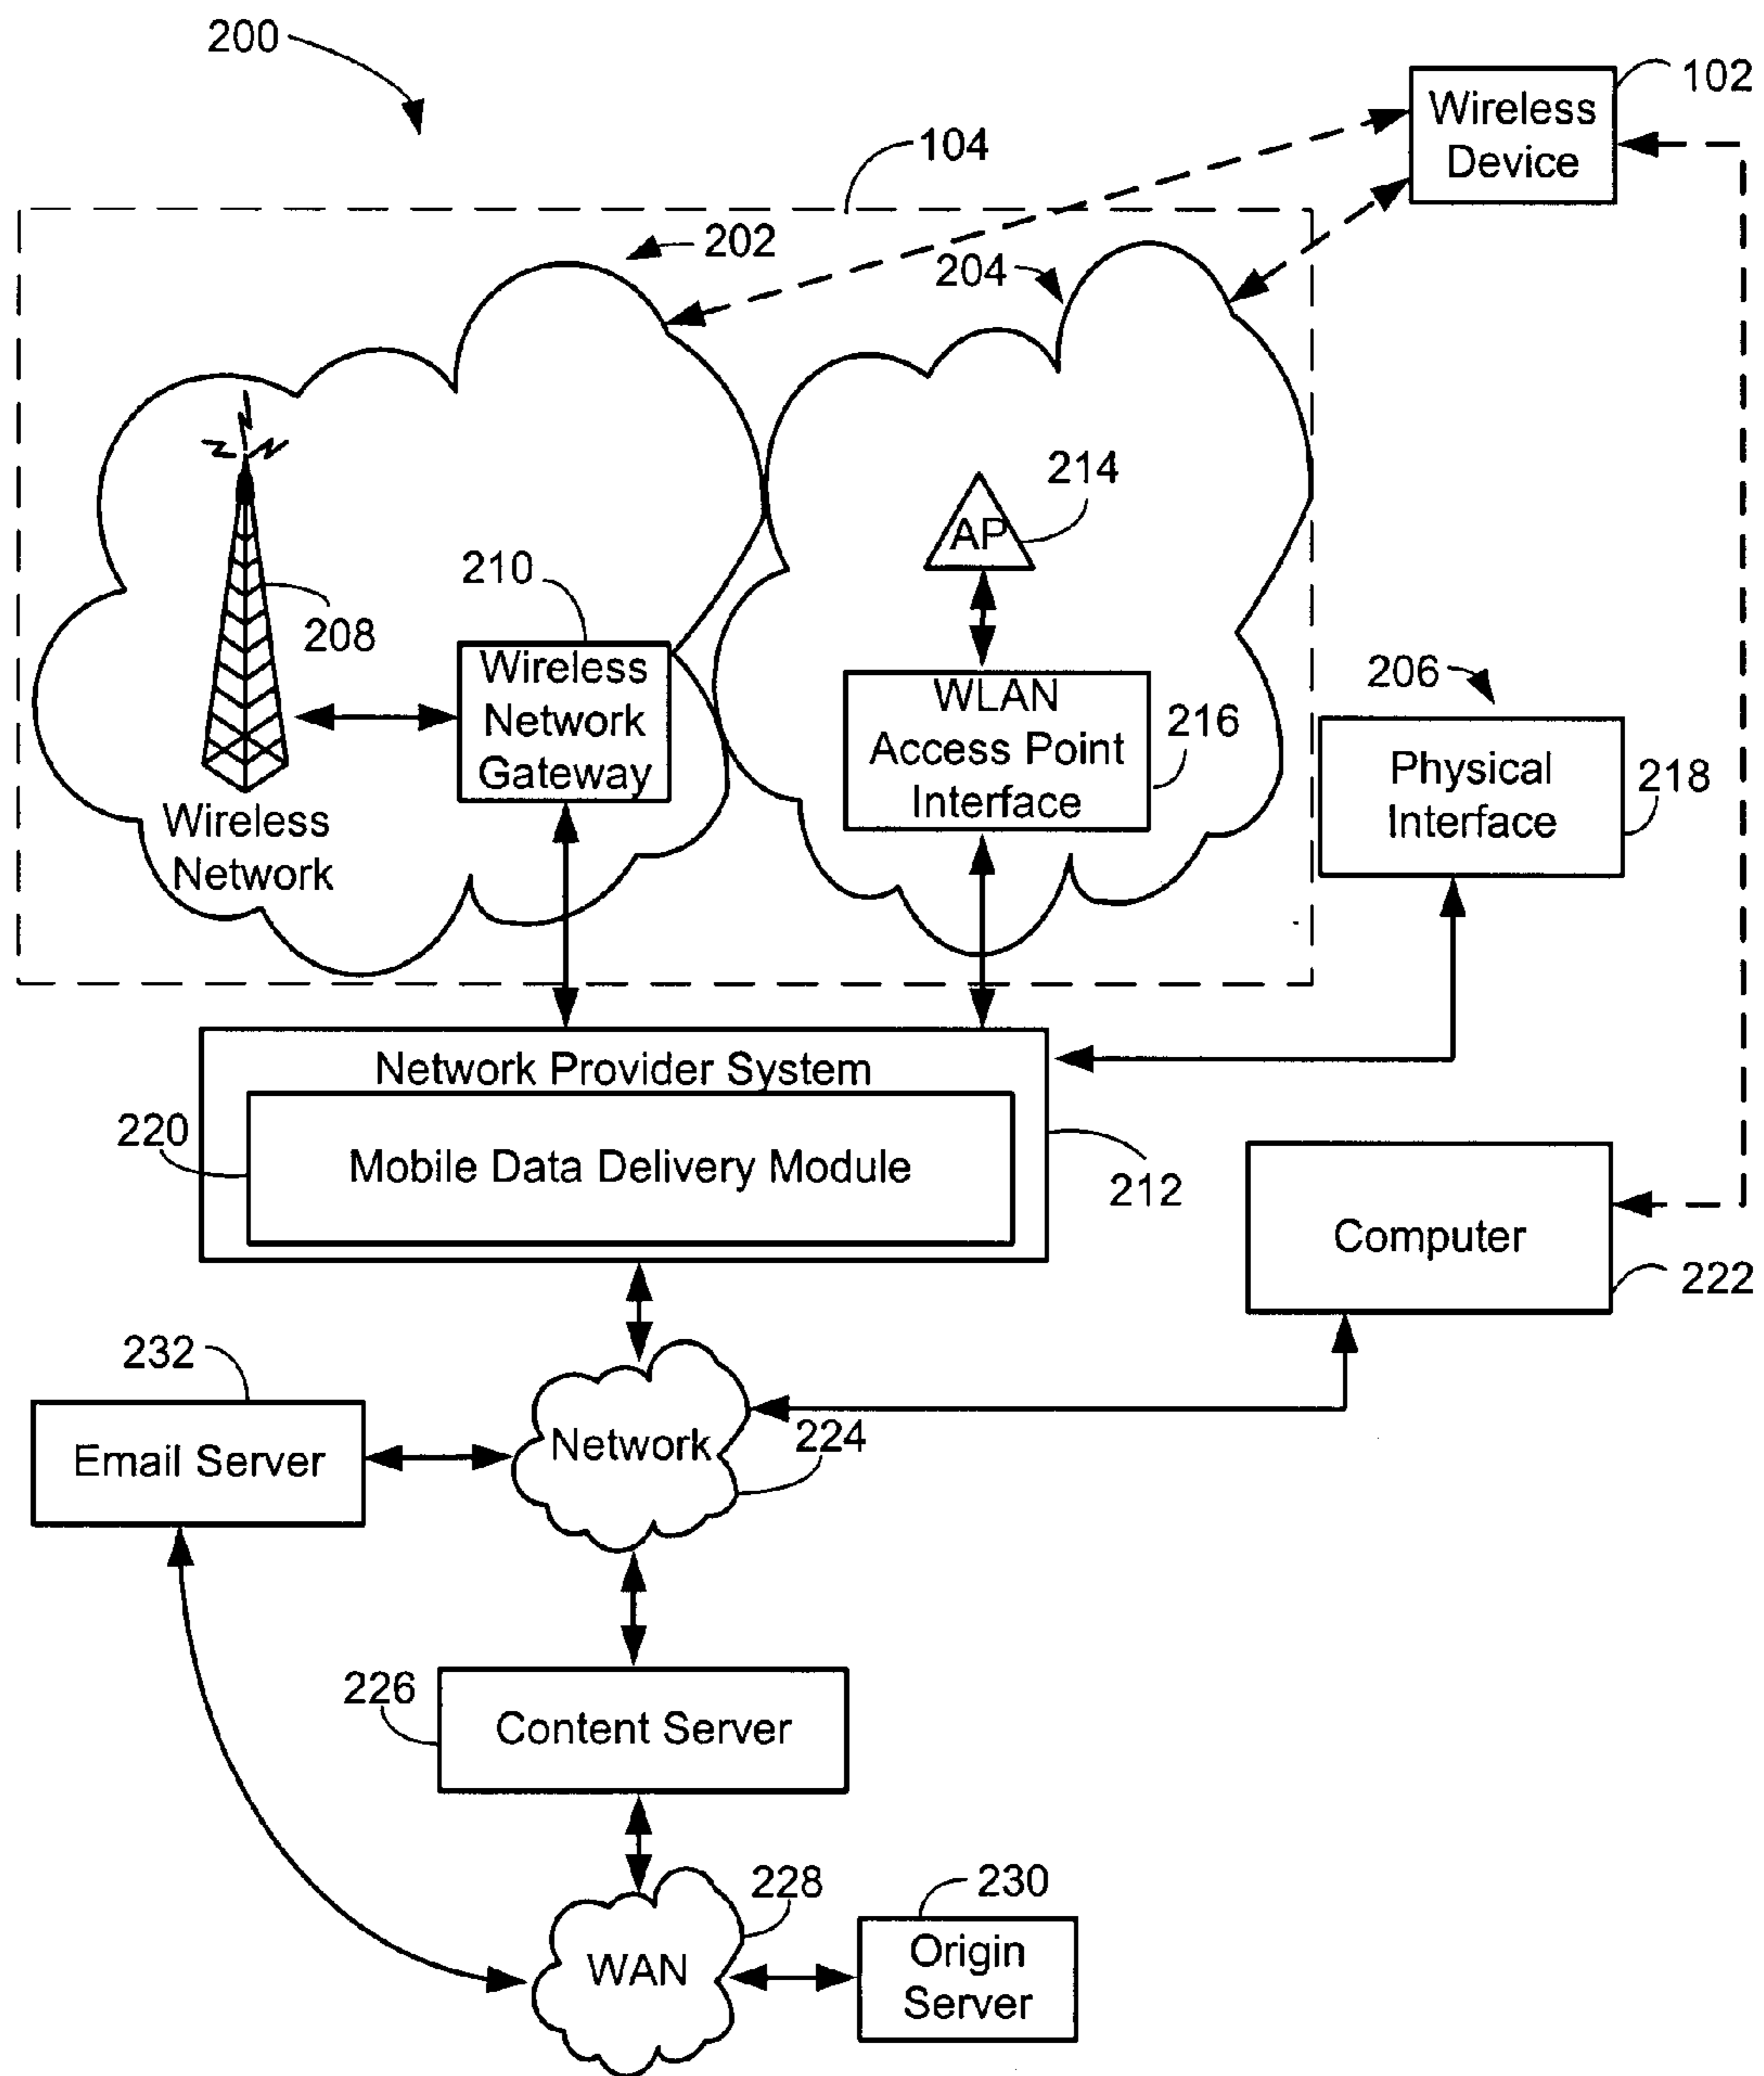 200
102
Wireless
Device
104
202
204
214
AP
210
208
Wireless
Network
Gateway
WLAN
Access Point
Interface
216
206
Physical
Interface
218
Wireless
Network
Network Provider System
220
Mobile Data Delivery Module
212
Computer
222
232
Email Server
Network
224
226
Content Server
228
WAN
230
Origin
Server